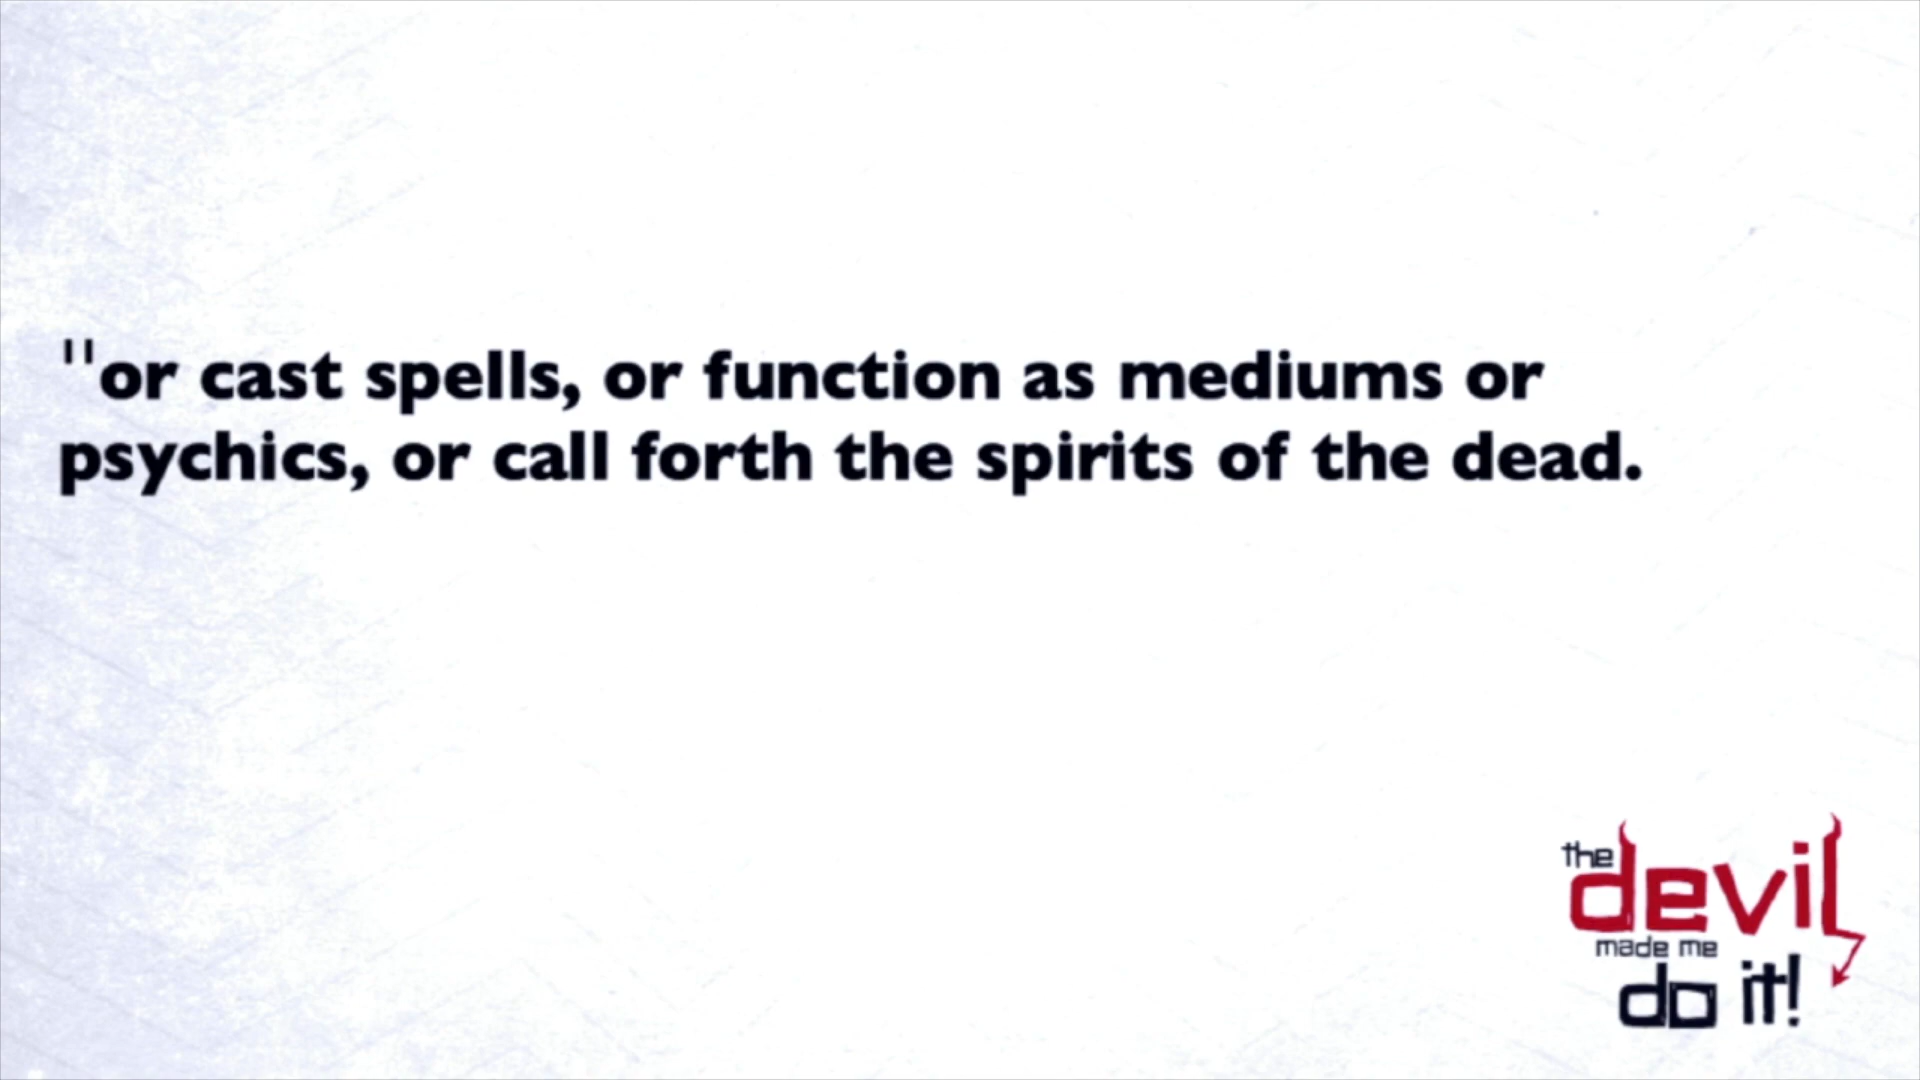 "or cast spells, or function as mediums or
psychics, or call forth the spirits of the dead.
the
devil
made me
do it!